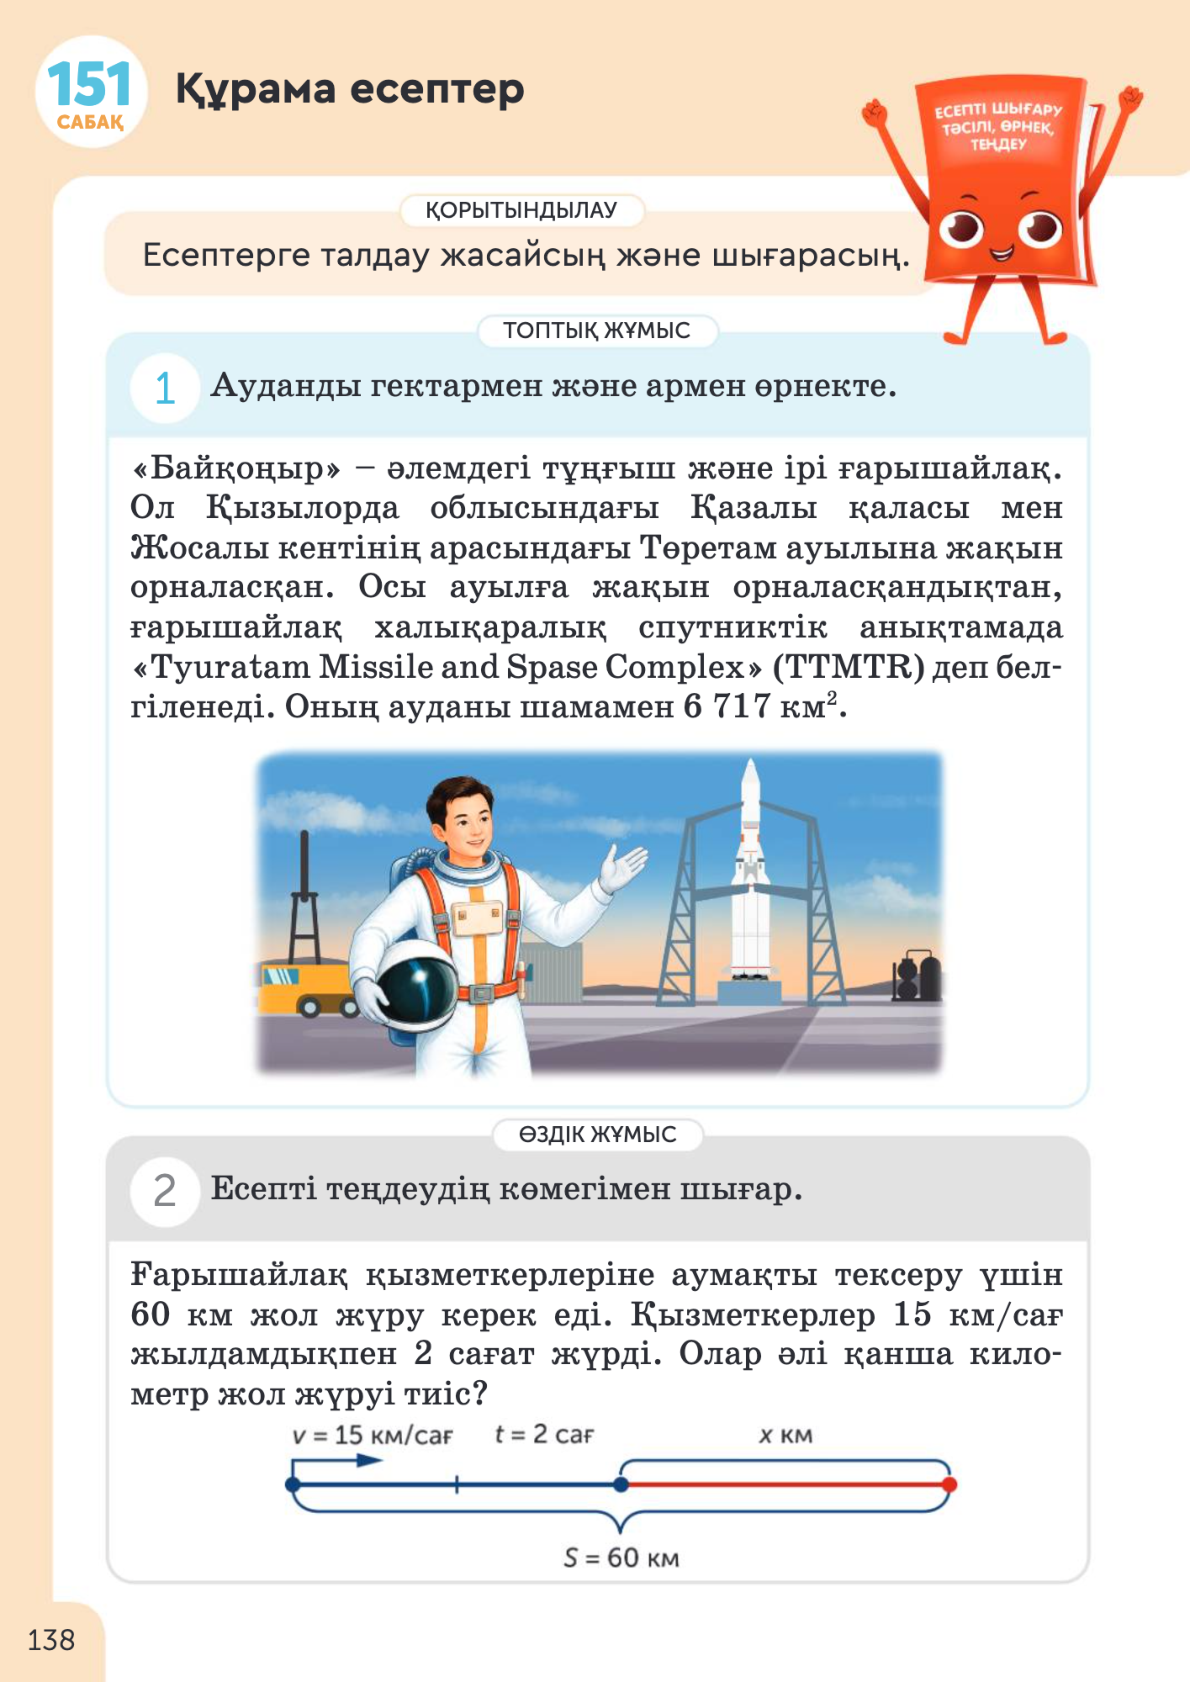 151
САБАҚ
Құрама есептер
ЕСЕПТІ ШЫҒАРУ
ТӘСІЛІ, ӨРНЕК,
ТЕҢДЕУ
ҚОРЫТЫНДЫЛАУ
Есептерге талдау жасайсың және шығарасың.
ТОПТЫҚ ЖҰМЫС
1 Ауданды гектармен және армен өрнекте.
«Байқоңыр» – әлемдегі тұңғыш және ірі ғарышайлақ.
Ол Қызылорда облысындағы Қазалы қаласы мен
Жосалы кентінің арасындағы Төретам ауылына жақын
орналасқан. Осы ауылға жақын орналасқандықтан,
ғарышайлақ халықаралық спутниктік анықтамада
«Tyuratam Missile and Spase Complex» (TTMTR) деп бел-
гіленеді. Оның ауданы шамамен 6 717 км².
ӨЗДІК ЖҰМЫС
2 Есепті теңдеудің көмегімен шығар.
Ғарышайлақ қызметкерлеріне аумақты тексеру үшін
60 км жол жүру керек еді. Қызметкерлер 15 км/сағ
жылдамдықпен 2 сағат жүрді. Олар әлі қанша кило-
метр жол жүруі тиіс?
v = 15 км/сағ t = 2 сағ x км
S = 60 км
138